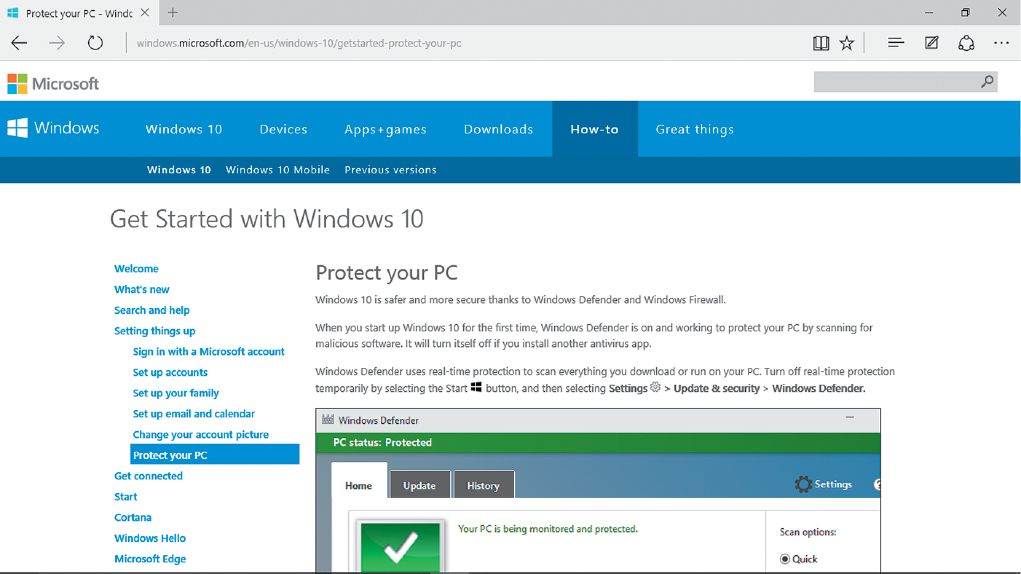 Protect your PC - Windo
windows.microsoft.com/en-us/windows-10/getstarted-protect-your-pc
Microsoft
Windows
Windows 10 Devices Apps+games Downloads How-to Great things
Windows 10 Windows 10 Mobile Previous versions
Get Started with Windows 10
Welcome
What's new
Search and help
Setting things up
Sign in with a Microsoft account
Set up accounts
Set up your family
Set up email and calendar
Change your account picture
Protect your PC
Get connected
Start
Cortana
Windows Hello
Microsoft Edge
Protect your PC
Windows 10 is safer and more secure thanks to Windows Defender and Windows Firewall.
When you start up Windows 10 for the first time, Windows Defender is on and working to protect your PC by scanning for
malicious software. It will turn itself off if you install another antivirus app.
Windows Defender uses real-time protection to scan everything you download or run on your PC. Turn off real-time protection
temporarily by selecting the Start button, and then selecting Settings > Update & security > Windows Defender.
Windows Defender
PC status: Protected
Home Update History
Settings
Your PC is being monitored and protected.
Scan options:
Quick